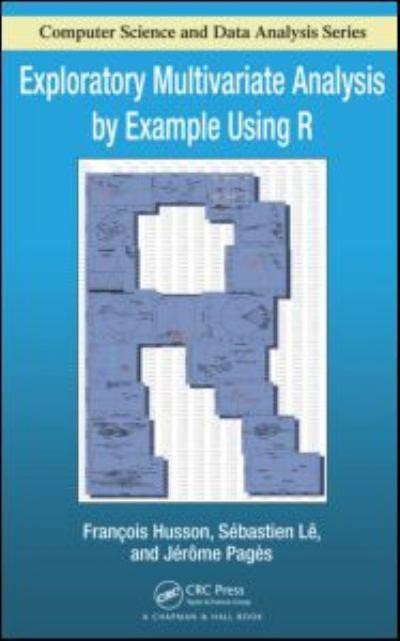 Computer Science and Data Analysis Series
Exploratory Multivariate Analysis
by Example Using R
François Husson, Sébastien Lê,
and Jérôme Pagès
CRC
CRC Press
Taylor & Francis Group
A CHAPMAN & HALL BOOK